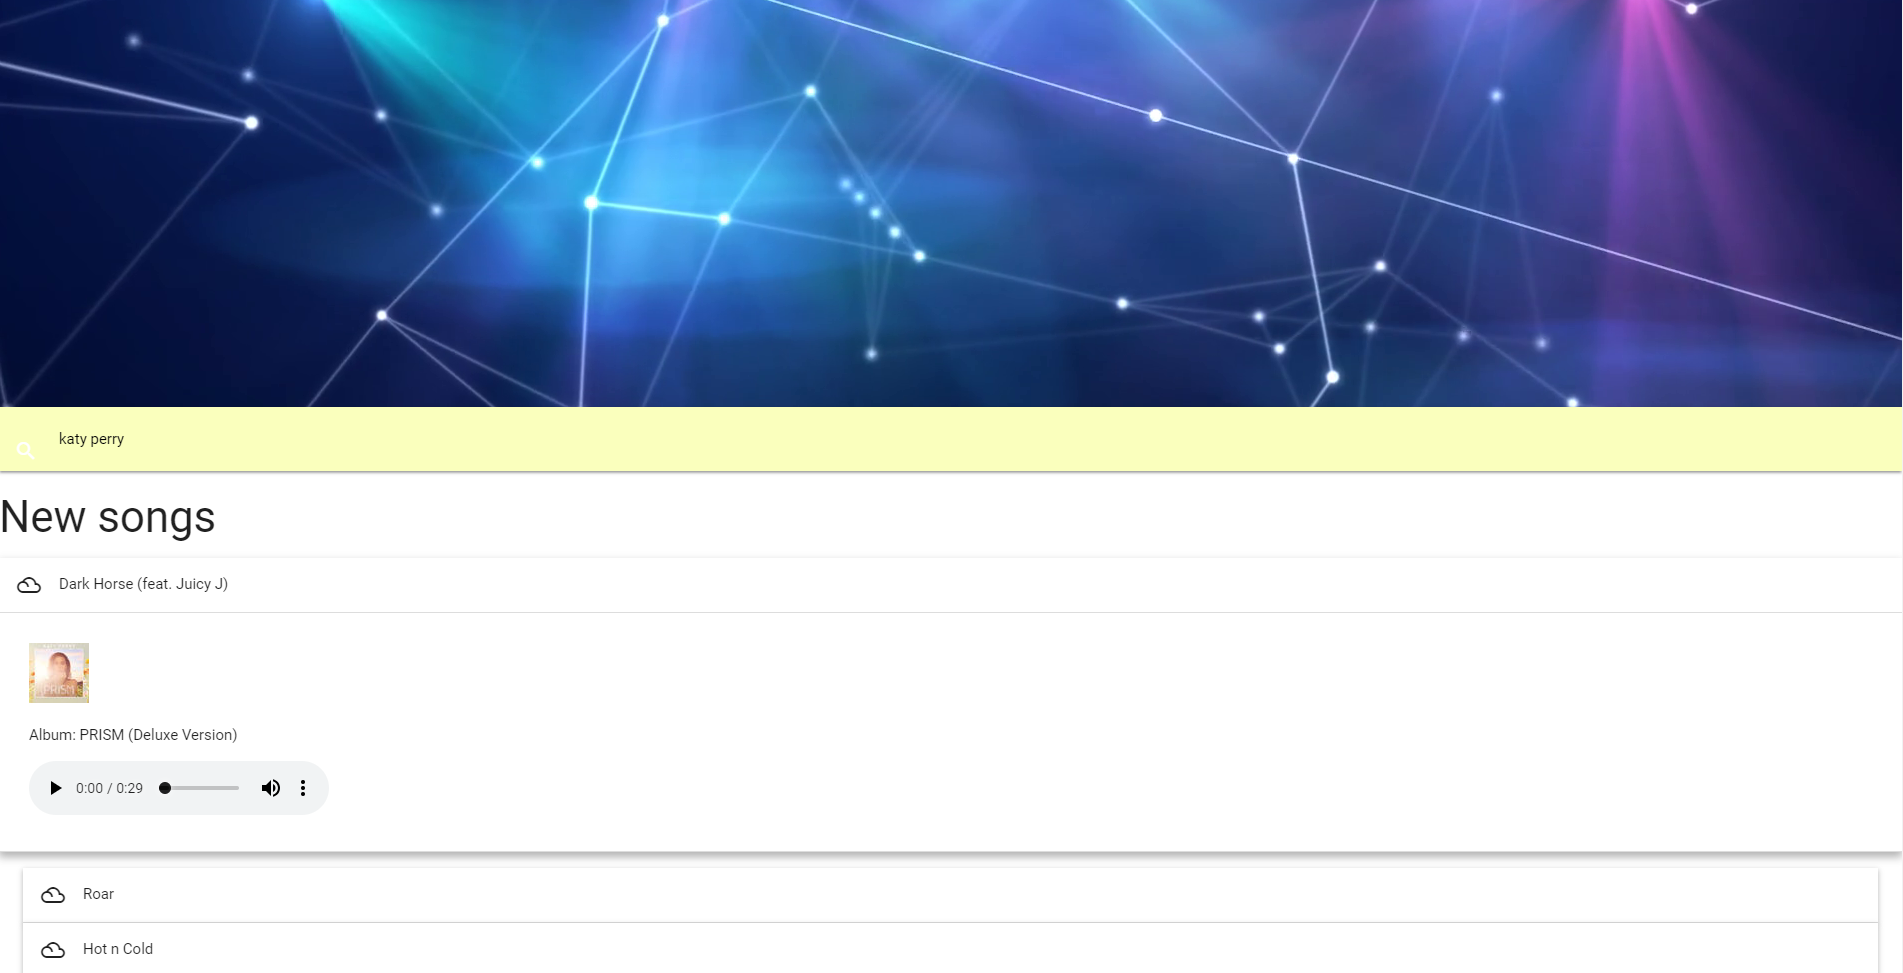 katy perry
New songs
Dark Horse (feat. Juicy J)
PRISM
Album: PRISM (Deluxe Version)
0:00 / 0:29
Roar
Hot n Cold